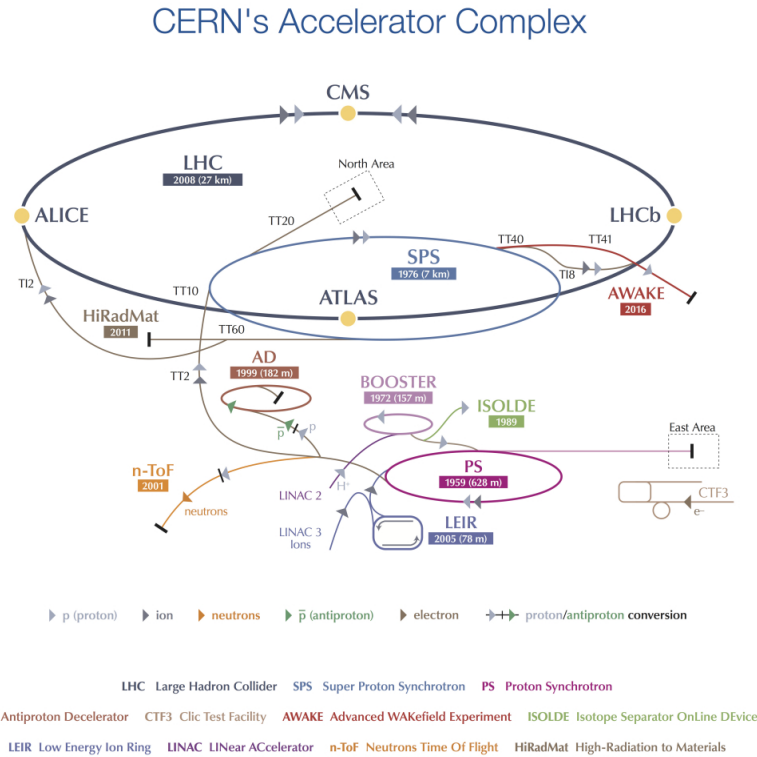 CERN's Accelerator Complex
CMS
LHC
2008 (27 km)
North Area
ALICE
LHCb
TT20
TT40
TT41
SPS
1976 (7 km)
TI8
TI2
TT10
ATLAS
AWAKE
2016
HiRadMat
2011
TT60
AD
1999 (182 m)
TT2
BOOSTER
1972 (157 m)
ISOLDE
1989
p̅
p
East Area
n-ToF
2001
PS
1959 (628 m)
H⁺
LINAC 2
neutrons
CTF3
e–
LEIR
2005 (78 m)
LINAC 3
Ions
p (proton) ion neutrons p̅ (antiproton) electron proton/antiproton conversion
LHC Large Hadron Collider SPS Super Proton Synchrotron PS Proton Synchrotron
Antiproton Decelerator CTF3 Clic Test Facility AWAKE Advanced WAKefield Experiment ISOLDE Isotope Separator OnLine DEvice
LEIR Low Energy Ion Ring LINAC LINear ACcelerator n-ToF Neutrons Time Of Flight HiRadMat High-Radiation to Materials